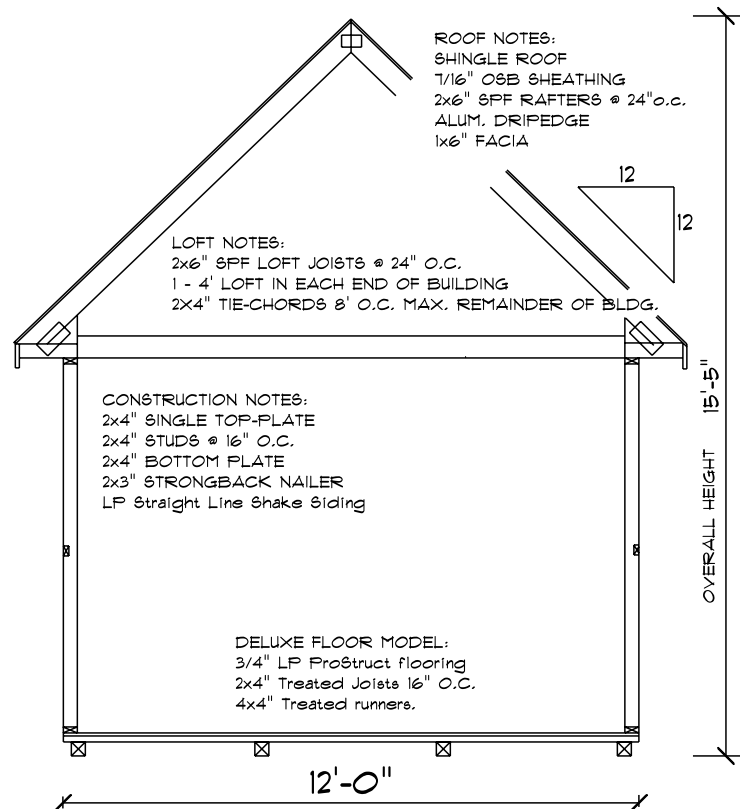 ROOF NOTES:
SHINGLE ROOF
7/16" OSB SHEATHING
2x6" SPF RAFTERS @ 24"o.c.
ALUM. DRIPEDGE
1x6" FACIA
12
12
LOFT NOTES:
2x6" SPF LOFT JOISTS @ 24" O.C.
1 - 4' LOFT IN EACH END OF BUILDING
2X4" TIE-CHORDS 8' O.C. MAX. REMAINDER OF BLDG.
CONSTRUCTION NOTES:
2x4" SINGLE TOP-PLATE
2x4" STUDS @ 16" O.C.
2x4" BOTTOM PLATE
2x3" STRONGBACK NAILER
LP Straight Line Shake Siding
OVERALL HEIGHT 15'-5"
DELUXE FLOOR MODEL:
3/4" LP ProStruct flooring
2x4" Treated Joists 16" O.C.
4x4" Treated runners.
12'-0"